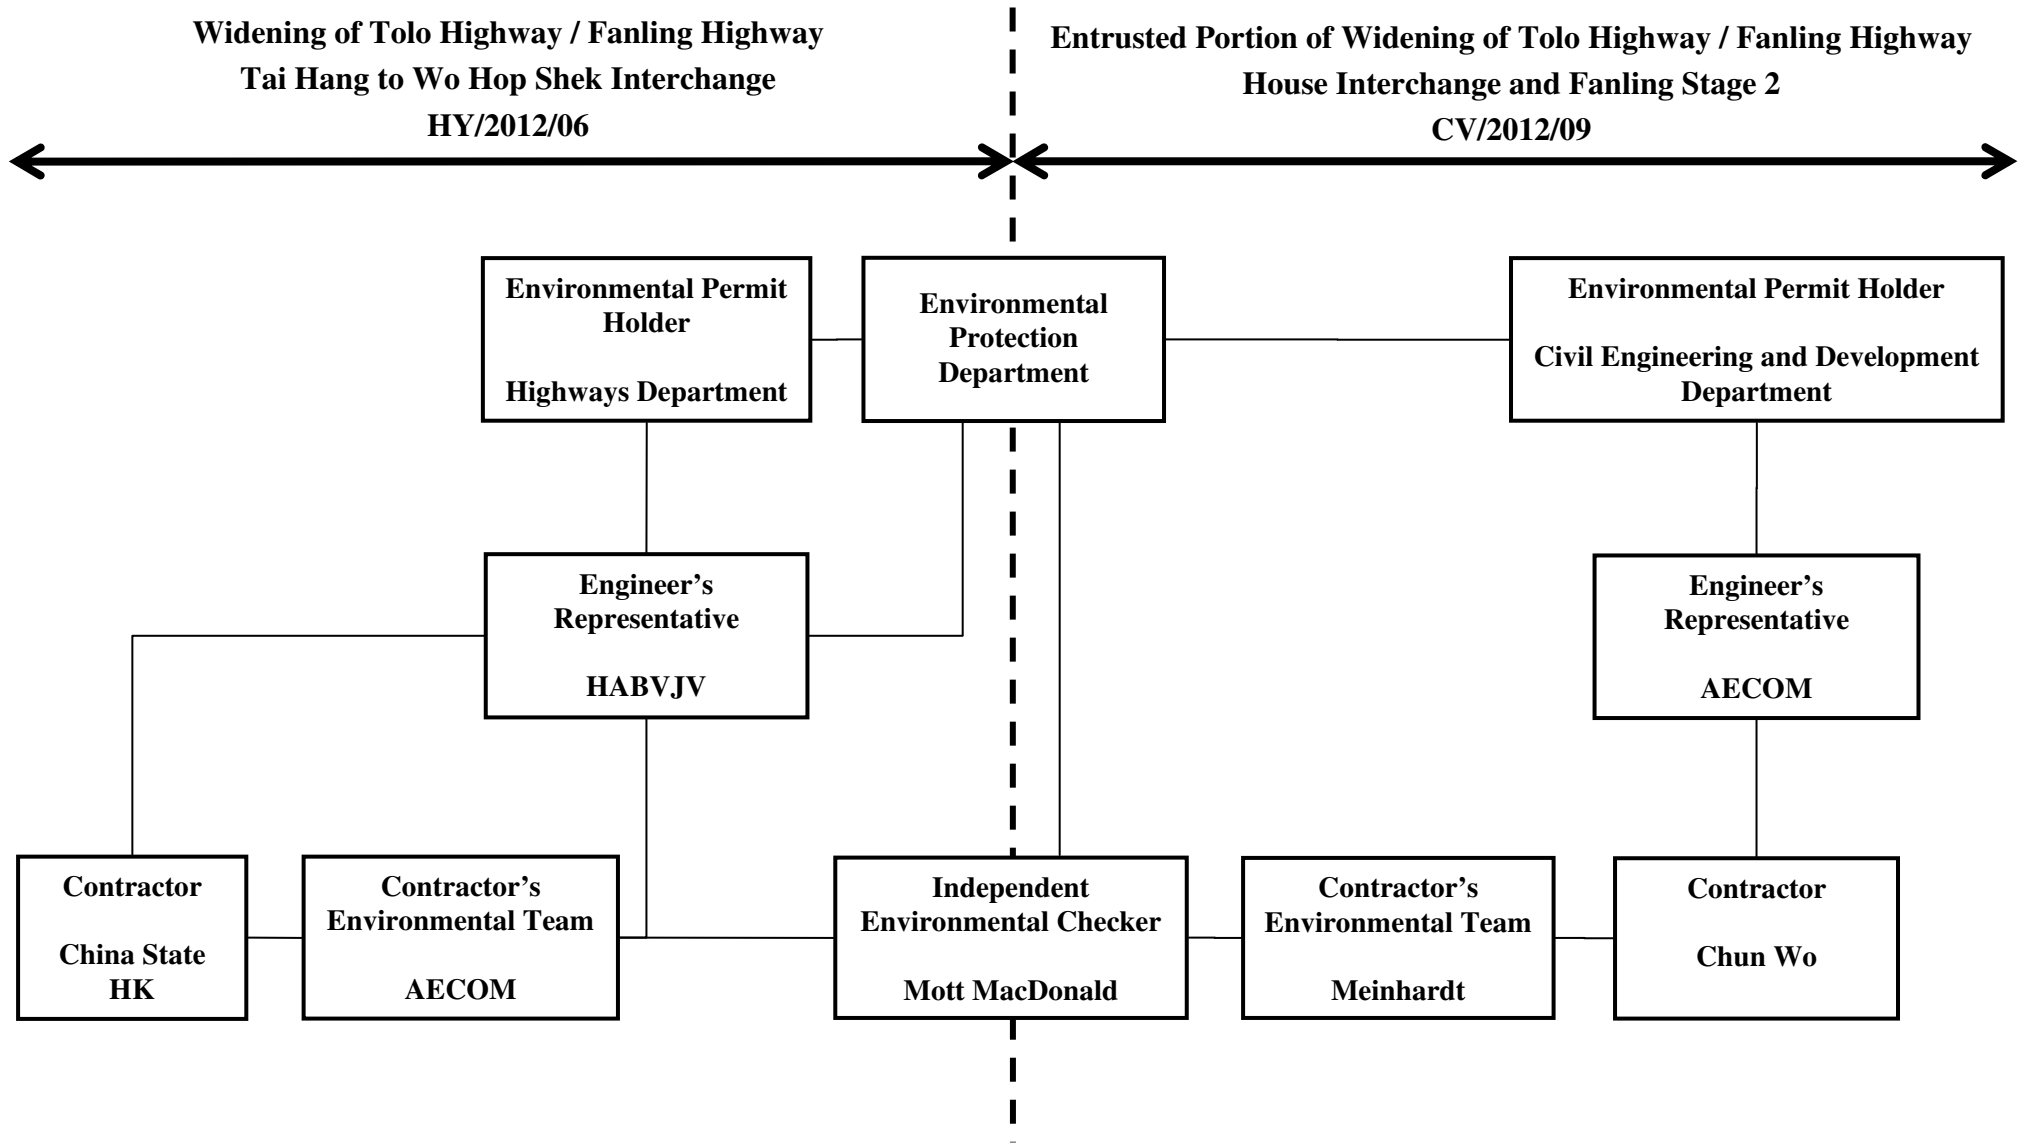 Widening of Tolo Highway / Fanling Highway
Tai Hang to Wo Hop Shek Interchange
HY/2012/06
Entrusted Portion of Widening of Tolo Highway / Fanling Highway
House Interchange and Fanling Stage 2
CV/2012/09
Environmental Permit
Holder
Highways Department
Environmental
Protection
Department
Environmental Permit Holder
Civil Engineering and Development
Department
Engineer’s
Representative
HABVJV
Engineer’s
Representative
AECOM
Contractor
China State
HK
Contractor’s
Environmental Team
AECOM
Independent
Environmental Checker
Mott MacDonald
Contractor’s
Environmental Team
Meinhardt
Contractor
Chun Wo